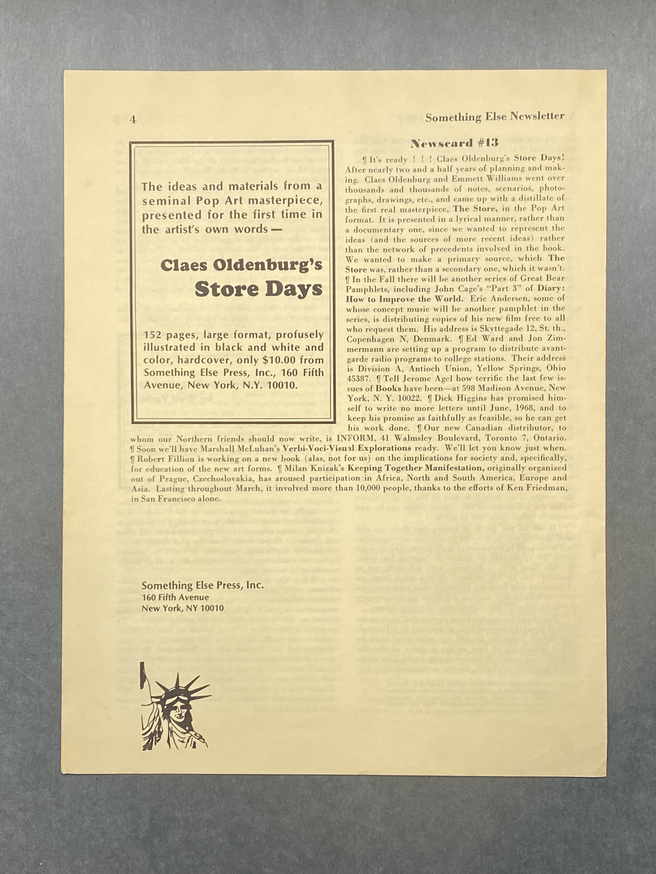 4
Something Else Newsletter
The ideas and materials from a
seminal Pop Art masterpiece,
presented for the first time in
the artist's own words —
Claes Oldenburg's
Store Days
152 pages, large format, profusely
illustrated in black and white and
color, hardcover, only $10.00 from
Something Else Press, Inc., 160 Fifth
Avenue, New York, N.Y. 10010.
Newscard #13
¶ It's ready ! ! ! Claes Oldenburg's Store Days!
After nearly two and a half years of planning and mak-
ing. Claes Oldenburg and Emmett Williams went over
thousands and thousands of notes, scenarios, photo-
graphs, drawings, etc., and came up with a distillate of
the first real masterpiece, The Store, in the Pop Art
format. It is presented in a lyrical manner, rather than
a documentary one, since we wanted to represent the
ideas (and the sources of more recent ideas) rather
than the network of precedents involved in the book.
We wanted to make a primary source, which The
Store was, rather than a secondary one, which it wasn't.
¶ In the Fall there will be another series of Great Bear
Pamphlets, including John Cage's "Part 3" of Diary:
How to Improve the World. Eric Andersen, some of
whose concept music will be another pamphlet in the
series, is distributing copies of his new film free to all
who request them. His address is Skyttegade 12, St. th.,
Copenhagen N, Denmark. ¶ Ed Ward and Jon Zim-
mermann are setting up a program to distribute avant-
garde radio programs to college stations. Their address
is Division A, Antioch Union, Yellow Springs, Ohio
45387. ¶ Tell Jerome Agel how terrific the last few is-
sues of Books have been—at 598 Madison Avenue, New
York, N. Y. 10022. ¶ Dick Higgins has promised him-
self to write no more letters until June, 1968, and to
keep his promise as faithfully as feasible, so he can get
his work done. ¶ Our new Canadian distributor, to
whom our Northern friends should now write, is INFORM, 41 Walmsley Boulevard, Toronto 7, Ontario.
¶ Soon we'll have Marshall McLuhan's Verbi-Voci-Visual Explorations ready. We'll let you know just when.
¶ Robert Filliou is working on a new book (alas, not for us) on the implications for society and, specifically,
for education of the new art forms. ¶ Milan Knizak's Keeping Together Manifestation, originally organized
out of Prague, Czechoslovakia, has aroused participation in Africa, North and South America, Europe and
Asia. Lasting throughout March, it involved more than 10,000 people, thanks to the efforts of Ken Friedman,
in San Francisco alone.
Something Else Press, Inc.
160 Fifth Avenue
New York, NY 10010